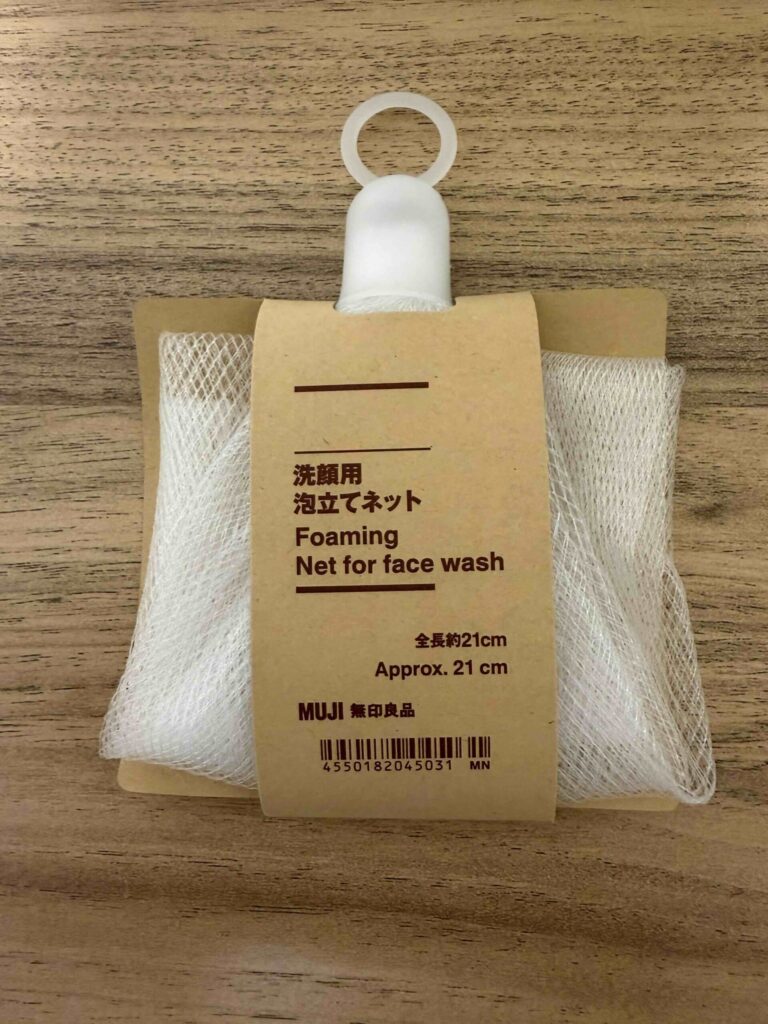 洗顔用
泡立てネット
Foaming
Net for face wash
全長約21cm
Approx. 21 cm
MUJI 無印良品
4550182045031 MN